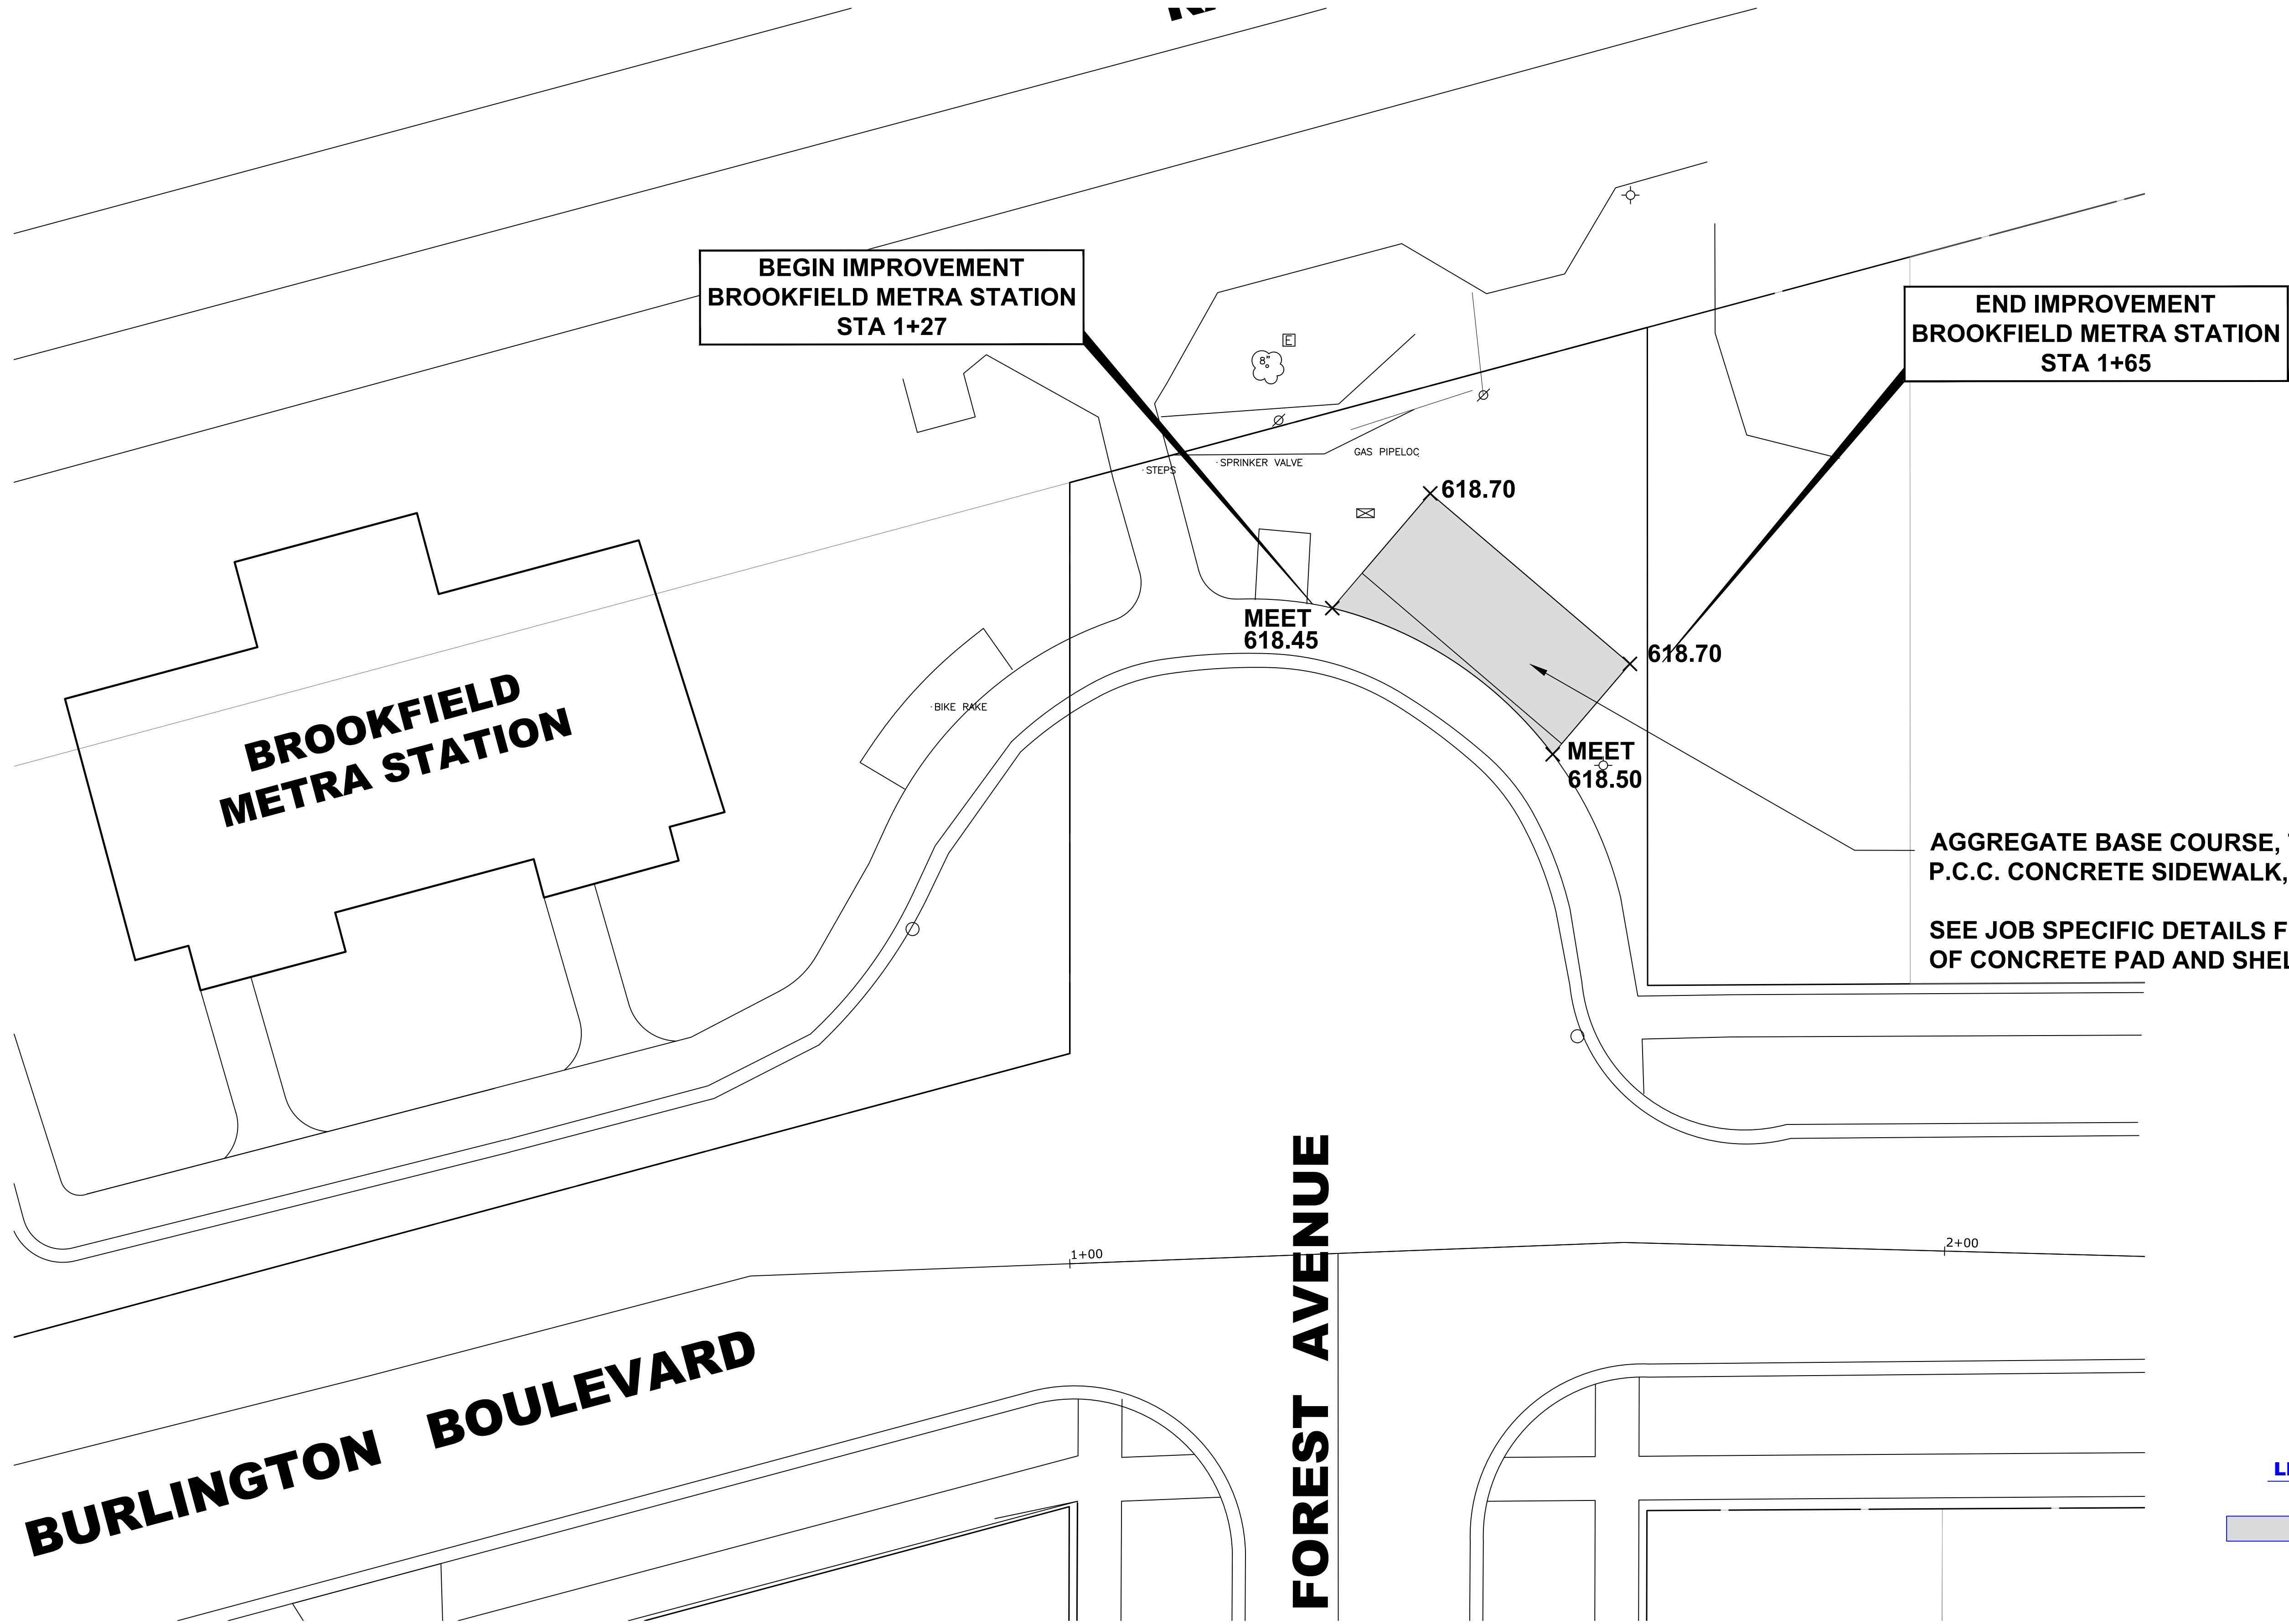 BEGIN IMPROVEMENT
BROOKFIELD METRA STATION
STA 1+27
END IMPROVEMENT
BROOKFIELD METRA STATION
STA 1+65
E
8"
STEPS
SPRINKER VALVE
GAS PIPELOC
618.70
MEET
618.45
618.70
MEET
618.50
BIKE RAKE
BROOKFIELD
METRA STATION
AGGREGATE BASE COURSE,
P.C.C. CONCRETE SIDEWALK,
SEE JOB SPECIFIC DETAILS
OF CONCRETE PAD AND
1+00
2+00
FOREST AVENUE
BURLINGTON BOULEVARD